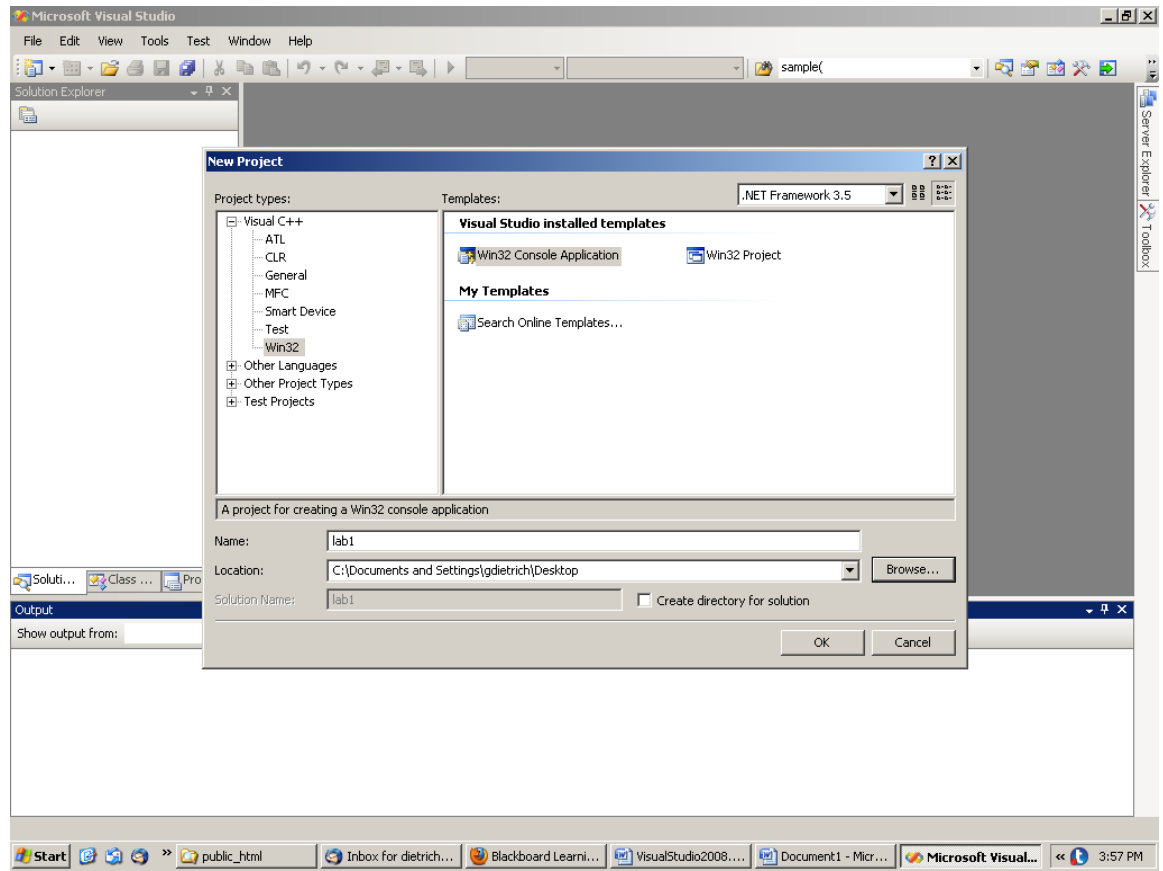 Microsoft Visual Studio
File Edit View Tools Test Window Help
sample(
Solution Explorer
Server Explorer
Toolbox
New Project
Project types:
Templates:
.NET Framework 3.5
Visual C++
ATL
CLR
General
MFC
Smart Device
Test
Win32
Other Languages
Other Project Types
Test Projects
Visual Studio installed templates
Win32 Console Application
Win32 Project
My Templates
Search Online Templates...
A project for creating a Win32 console application
Name: lab1
Location: C:\Documents and Settings\gdietrich\Desktop Browse...
Solution Name: lab1 Create directory for solution
OK Cancel
Soluti... Class ... Pro
Output
Show output from:
Start public_html Inbox for dietrich... Blackboard Learni... VisualStudio2008.... Document1 - Micr... Microsoft Visual... 3:57 PM